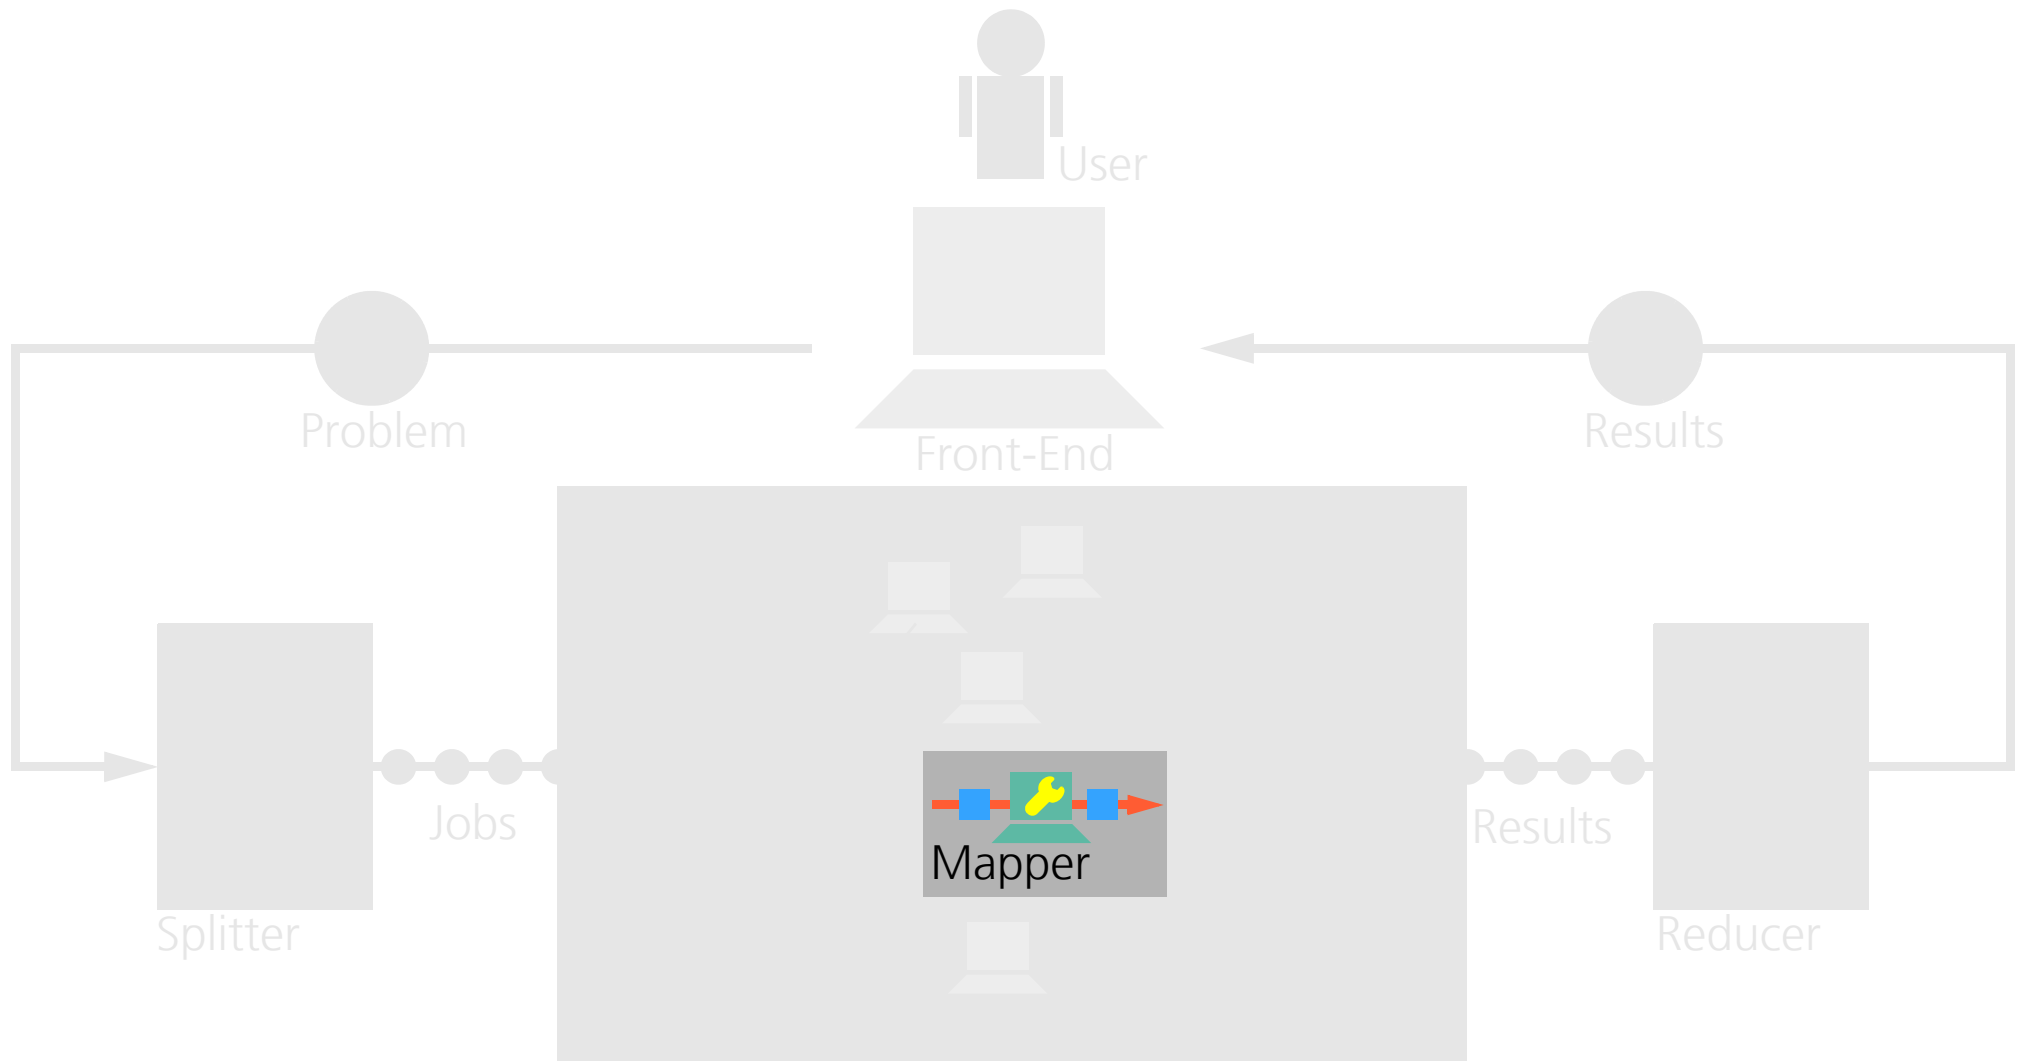 User
Problem
Front-End
Results
Jobs
Results
Mapper
Splitter
Reducer